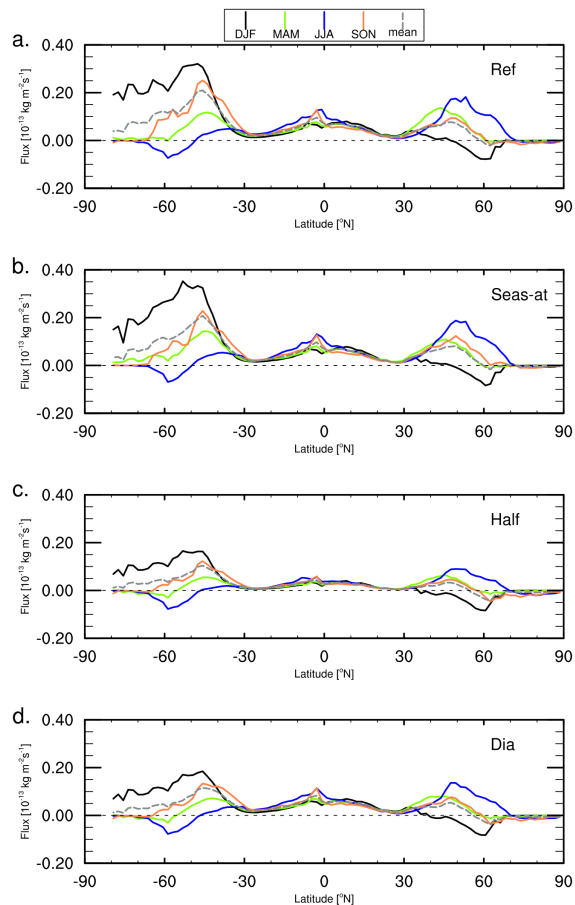 DJF MAM JJA SON mean
a.
Ref
0.40
0.20
0.00
0.20
Flux [10⁻¹³ kg m⁻²s⁻¹]
-90 -60 -30 0 30 60 90
Latitude [°N]
b.
Seas-at
0.40
0.20
0.00
0.20
Flux [10⁻¹³ kg m⁻²s⁻¹]
-90 -60 -30 0 30 60 90
Latitude [°N]
c.
Half
0.40
0.20
0.00
-0.20
Flux [10⁻¹³ kg m⁻²s⁻¹]
-90 -60 -30 0 30 60 90
Latitude [°N]
d.
Dia
0.40
0.20
0.00
-0.20
Flux [10⁻¹³ kg m⁻²s⁻¹]
-90 -60 -30 0 30 60 90
Latitude [°N]